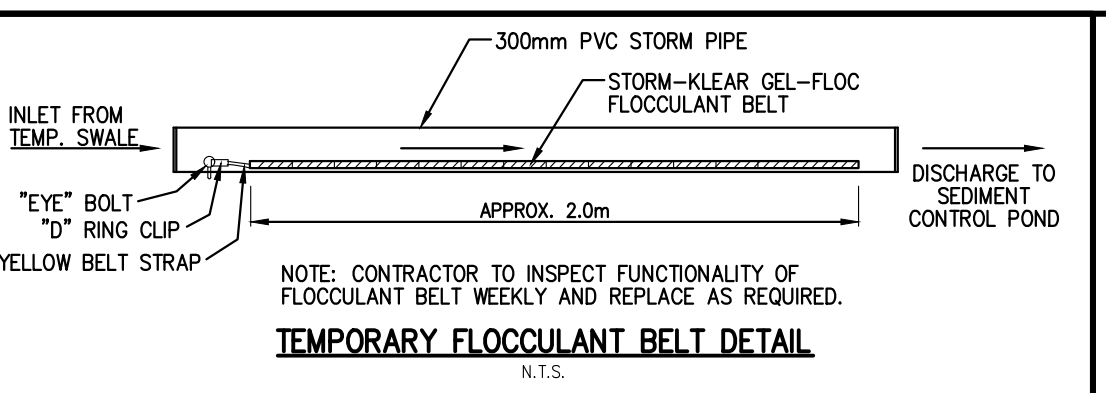 300mm PVC STORM PIPE
STORM-KLEAR GEL-FLOC
FLOCCULANT BELT
INLET FROM
TEMP. SWALE
"EYE" BOLT
"D" RING CLIP
YELLOW BELT STRAP
APPROX. 2.0m
DISCHARGE TO
SEDIMENT
CONTROL POND
NOTE: CONTRACTOR TO INSPECT FUNCTIONALITY OF
FLOCCULANT BELT WEEKLY AND REPLACE AS REQUIRED.
TEMPORARY FLOCCULANT BELT DETAIL
N.T.S.